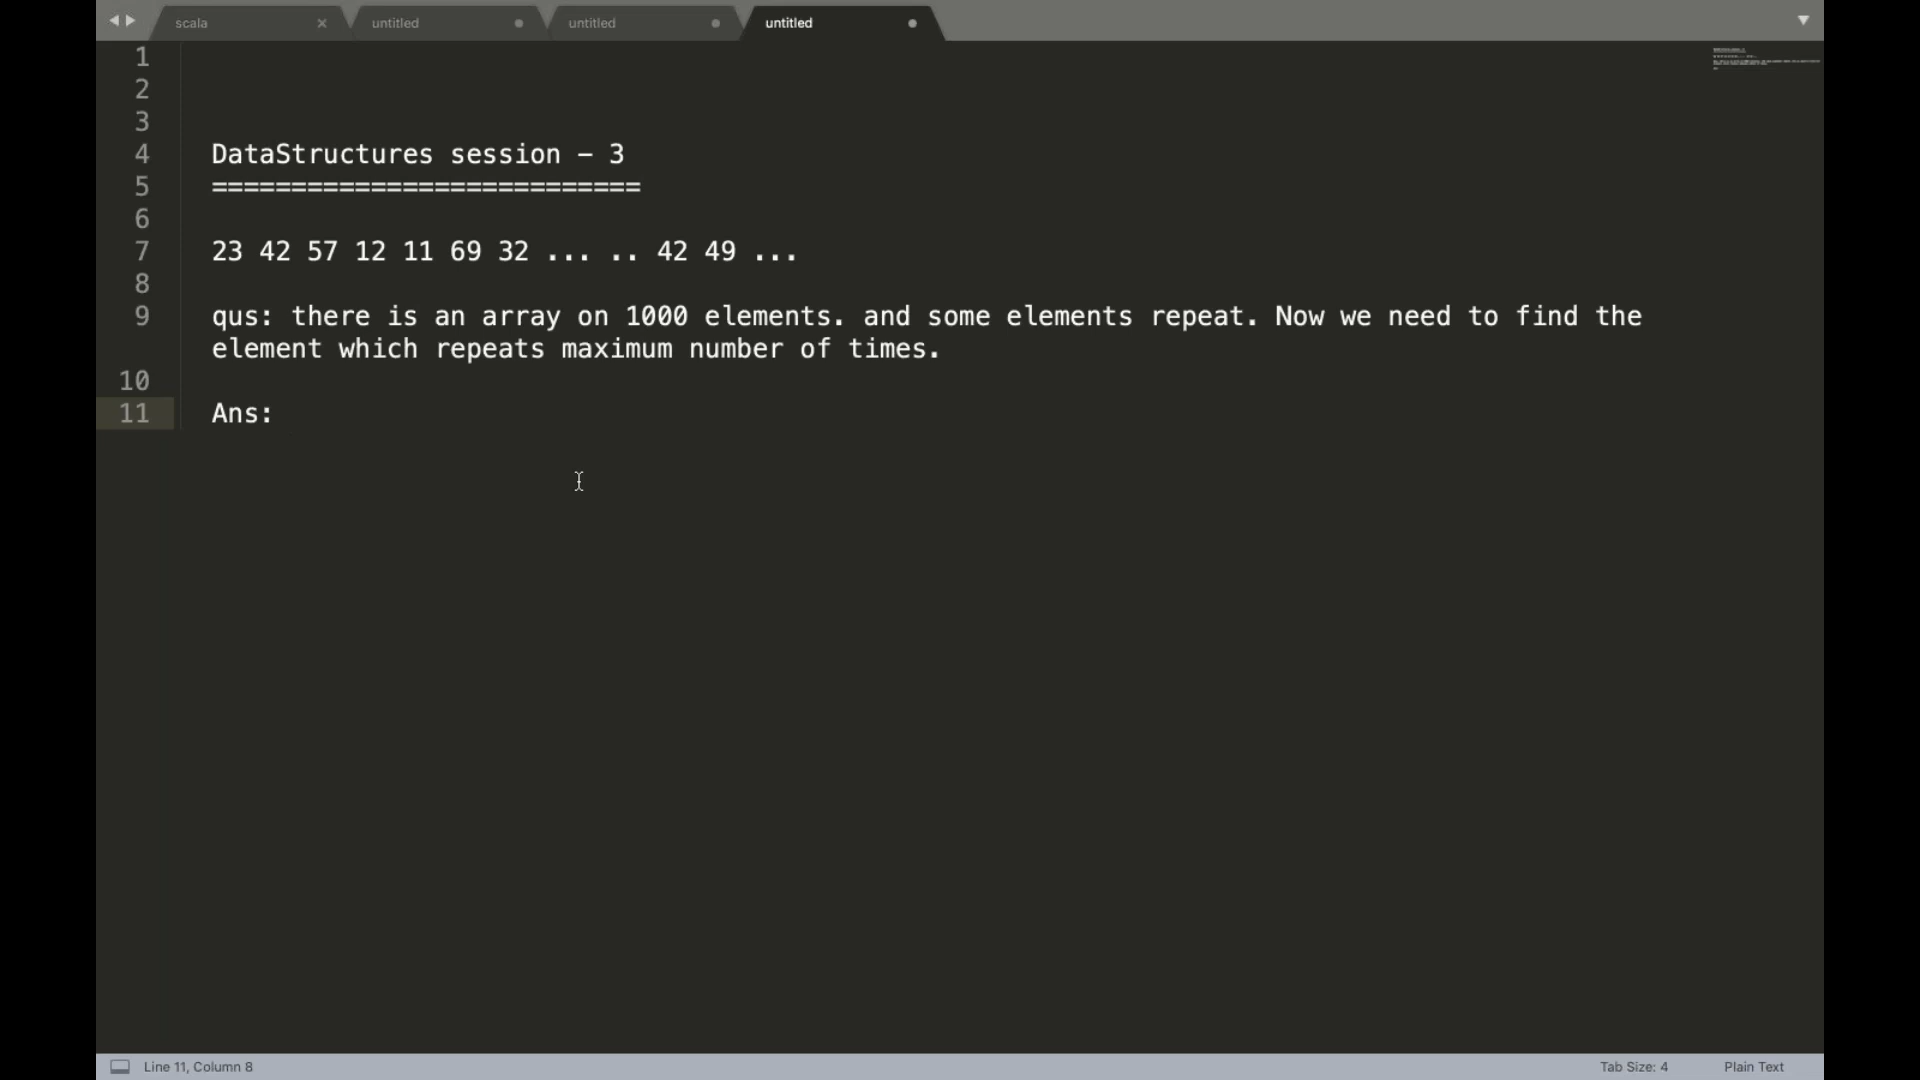 scala
untitled
untitled
untitled
1
2
3
4 DataStructures session - 3
5 ===========================
6
7 23 42 57 12 11 69 32 ... .. 42 49 ...
8
9 qus: there is an array on 1000 elements. and some elements repeat. Now we need to find the
element which repeats maximum number of times.
10
11 Ans:
Line 11, Column 8
Tab Size: 4
Plain Text